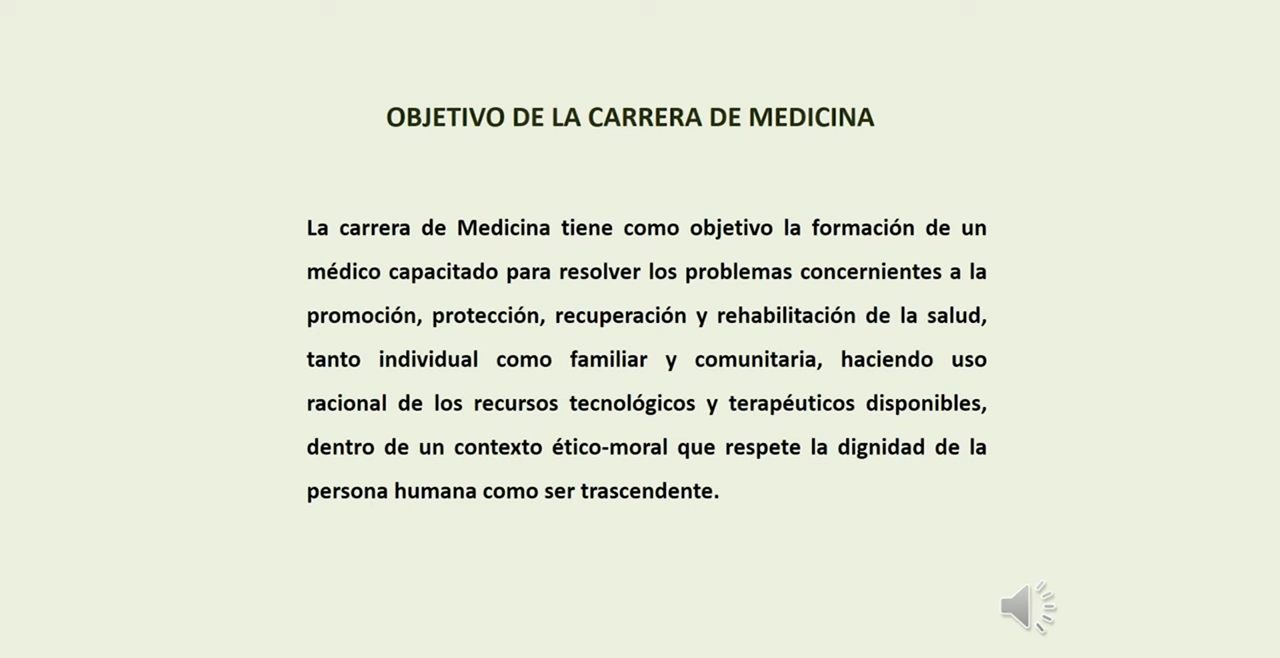 OBJETIVO DE LA CARRERA DE MEDICINA
La carrera de Medicina tiene como objetivo la formación de un
médico capacitado para resolver los problemas concernientes a la
promoción, protección, recuperación y rehabilitación de la salud,
tanto individual como familiar y comunitaria, haciendo uso
racional de los recursos tecnológicos y terapéuticos disponibles,
dentro de un contexto ético-moral que respete la dignidad de la
persona humana como ser trascendente.